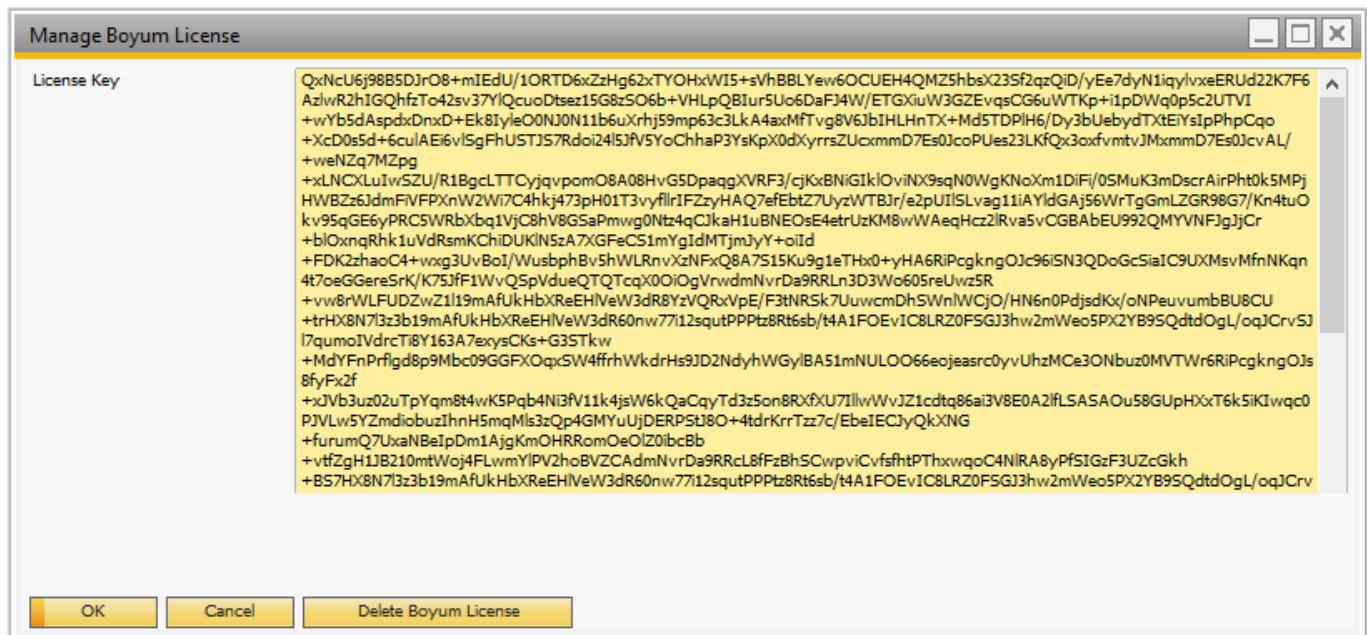 Manage Boyum License
License Key
QxNcU6j98B5DJrO8+mIEdU/1ORTD6xZzHg62xTYOHxWI5+sVhBBLYew6OCUEH4QMZ5hbsX23Sf2qzQiD/yEe7dyN1iqylvxeERUd22K7F6
AzlwR2hIGQhfzTo42sv37YlQcuoDtsez15G8zSO6b+VHLpQBIur5Uo6DaFJ4W/ETGXiuW3GZEvqsCG6uWTKp+i1pDWq0p5c2UTVI
+wYb5dAspdxDnxD+Ek8IyleO0NJ0N11b6uXrhj59mp63c3LkA4axMfTvg8V6JbIHLHnTX+Md5TDPlH6/Dy3bUebydTXtEiYsIpPhpCqo
+XcD0s5d+6culAEi6vlSgFhUSTJS7Rdoi24l5JfV5YoChhaP3YsKpX0dXyrrsZUcxmmD7Es0JcoPUes23LKfQx3oxfvmtvJMxmmD7Es0JcvAL/
+weNZq7MZpg
+xLNCXLuIwSZU/R1BgcLTTCyjqvpomO8A08HvG5DpaqgXVRF3/cjKxBNiGIklOviNX9sqN0WgKNoXm1DiFi/0SMuK3mDscrAirPht0k5MPj
HWBZz6JdmFiVFPXnW2Wi7C4hkj473pH01T3vyfllrIFZzyHAQ7efEbtZ7UyzWTBJr/e2pUIlSLvag11iAYldGAj56WrTgGmLZGR98G7/Kn4tuO
kv95qGE6yPRC5WRbXbq1VjC8hV8GSaPmwg0Ntz4qCJkaH1uBNEOsE4etrUzKM8wWAeqHcz2lRva5vCGBAbEU992QMYVNFJgJjCr
+blOxnqRhk1uVdRsmKChiDUKlN5zA7XGFeCS1mYgIdMTjmJyY+oiId
+FDK2zhaoC4+wxg3UvBoI/WusbphBv5hWLRnvXzNFxQ8A7S15Ku9g1eTHx0+yHA6RiPcgkngOJc96iSN3QDoGcSiaIC9UXMsvMfnNKqn
4t7oeGGereSrK/K75JfF1WvQSpVdueQTQTcqX0OiOgVrwdmNvrDa9RRLn3D3Wo605reUwz5R
+vw8rWLFUDZwZ1l19mAfUkHbXReEHlVeW3dR8YzVQRxVpE/F3tNRSk7UuwcmDhSWnlWCjO/HN6n0PdjsdKx/oNPeuvumbBU8CU
+trHX8N7l3z3b19mAfUkHbXReEHlVeW3dR60nw77i12squtPPPtz8Rt6sb/t4A1FOEvIC8LRZ0FSGJ3hw2mWeo5PX2YB9SQdtdOgL/oqJCrvSJ
l7qumoIVdrcTi8Y163A7exysCKs+G3STkw
+MdYFnPrflgd8p9Mbc09GGFXOqxSW4ffrhWkdrHs9JD2NdyhWGylBA51mNULOO66eojeasrc0yvUhzMCe3ONbuz0MVTWr6RiPcgkngOJs
8fyFx2f
+xJVb3uz02uTpYqm8t4wK5Pqb4Ni3fV11k4jsW6kQaCqyTd3z5on8RXfXU7IllwWvJZ1cdtq86ai3V8E0A2lfLSASAOu58GUpHXxT6k5iKIwqc0
PJVLw5YZmdiobuzIhnH5mqMls3zQp4GMYuUjDERPStJ8O+4tdrKrrTzz7c/EbeIECJyQkXNG
+furumQ7UxaNBeIpDm1AjgKmOHRRomOeOlZ0ibcBb
+vtfZgH1JB210mtWoj4FLwmYlPV2hoBVZCAdmNvrDa9RRcL8fFzBhSCwpviCvfsfhtPThxwqoC4NlRA8yPfSIGzF3UZcGkh
+BS7HX8N7l3z3b19mAfUkHbXReEHlVeW3dR60nw77i12squtPPPtz8Rt6sb/t4A1FOEvIC8LRZ0FSGJ3hw2mWeo5PX2YB9SQdtdOgL/oqJCrv
OK
Cancel
Delete Boyum License